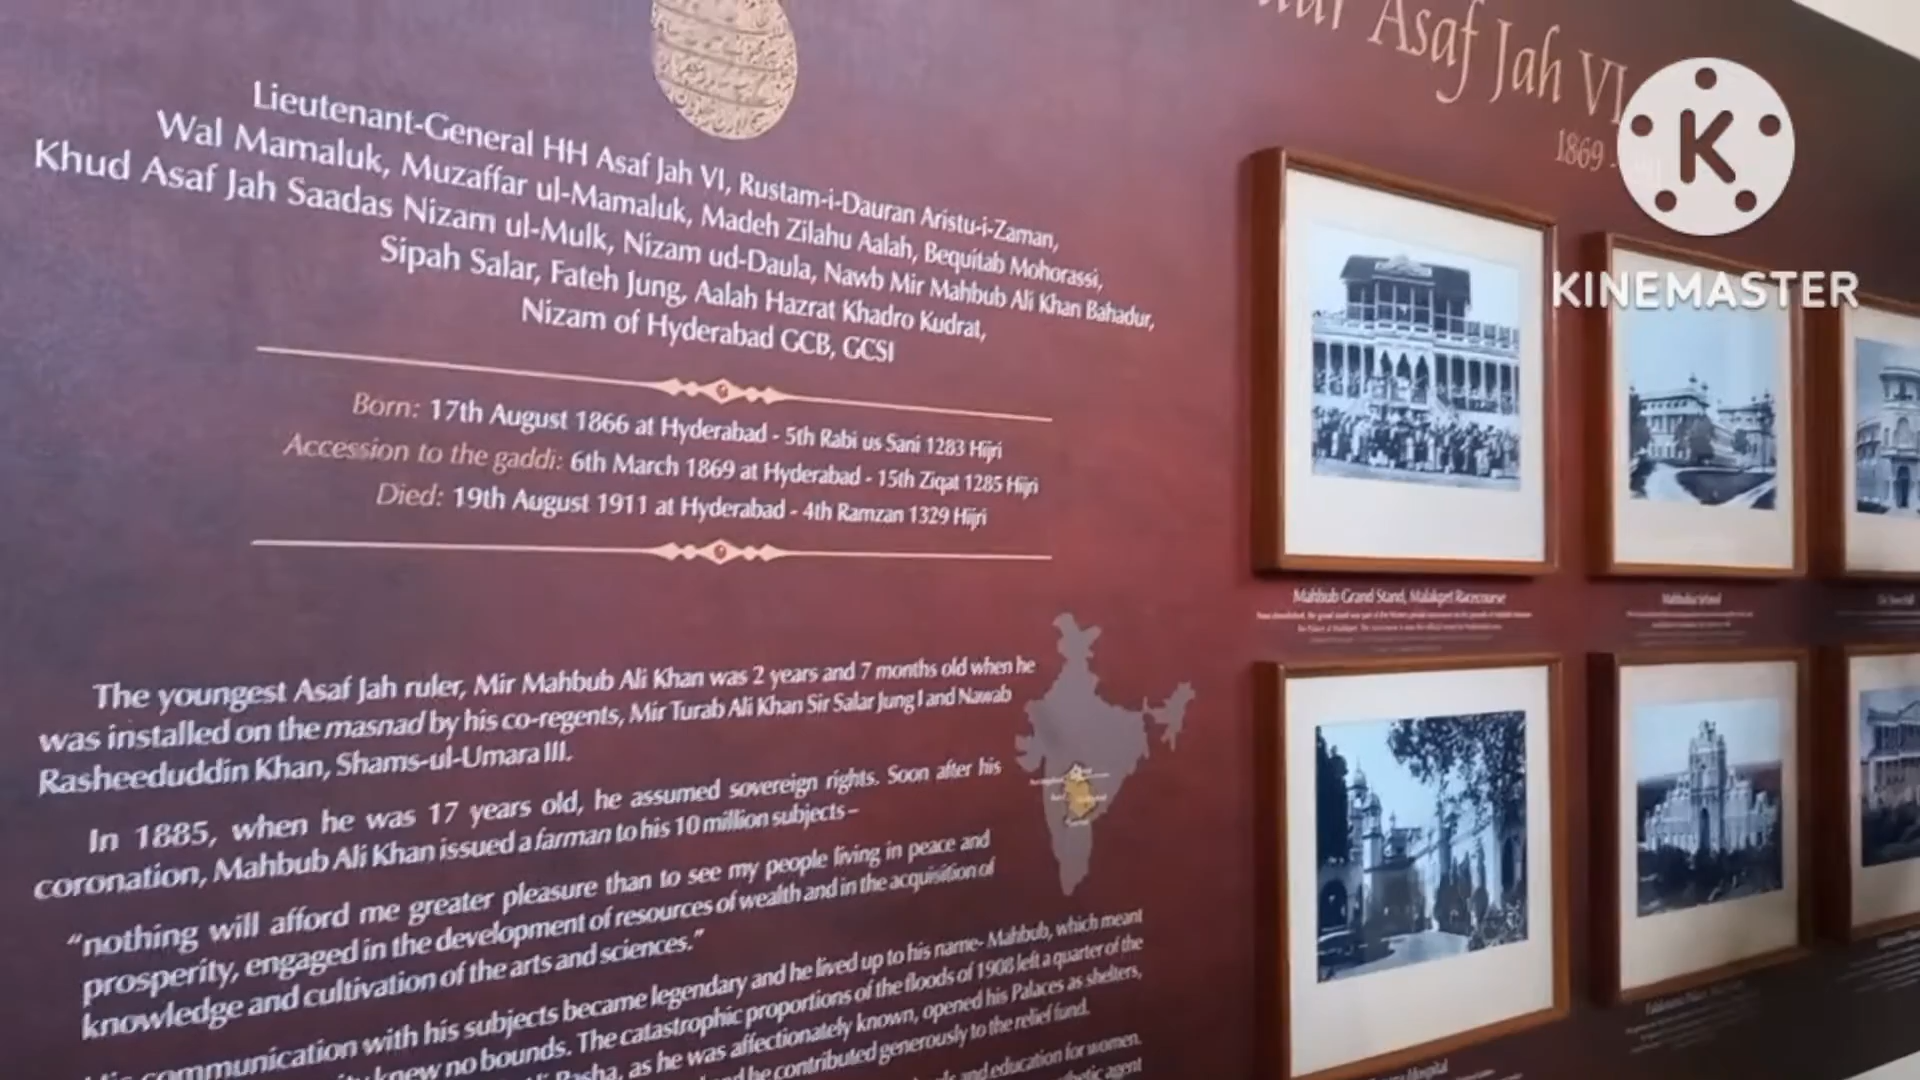 Asaf Jah VI
1869 -
KINEMASTER
Lieutenant-General HH Asaf Jah VI, Rustam-i-Dauran Aristu-i-Zaman,
Wal Mamaluk, Muzaffar ul-Mamaluk, Madeh Zilahu Aalah, Bequitab Mohorassi,
Khud Asaf Jah Saadas Nizam ul-Mulk, Nizam ud-Daula, Nawb Mir Mahbub Ali Khan Bahadur,
Sipah Salar, Fateh Jung, Aalah Hazrat Khadro Kudrat,
Nizam of Hyderabad GCB, GCSI
Born: 17th August 1866 at Hyderabad - 5th Rabi us Sani 1283 Hijri
Accession to the gaddi: 6th March 1869 at Hyderabad - 15th Ziqat 1285 Hijri
Died: 19th August 1911 at Hyderabad - 4th Ramzan 1329 Hijri
The youngest Asaf Jah ruler, Mir Mahbub Ali Khan was 2 years and 7 months old when he
was installed on the masnad by his co-regents, Mir Turab Ali Khan Sir Salar Jung I and Nawab
Rasheeduddin Khan, Shams-ul-Umara III.
In 1885, when he was 17 years old, he assumed sovereign rights. Soon after his
coronation, Mahbub Ali Khan issued a farman to his 10 million subjects –
“nothing will afford me greater pleasure than to see my people living in peace and
prosperity, engaged in the development of resources of wealth and in the acquisition of
knowledge and cultivation of the arts and sciences.”
communication with his subjects became legendary and he lived up to his name- Mahbub, which meant
knew no bounds. The catastrophic proportions of the floods of 1908 left a quarter of the
Pasha, as he was affectionately known, opened his Palaces as shelters,
he contributed generously to the relief fund.
and education for women.
agent
Mahbub Grand Stand, Malakpet Racecourse
Hospital